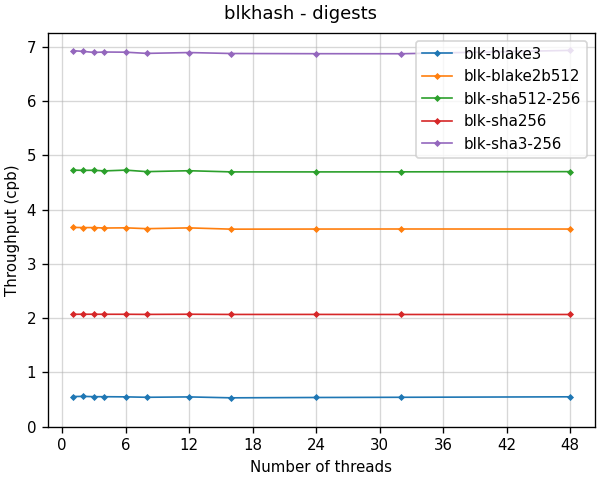 blkhash - digests
Throughput (cpb)
7
6
5
4
3
2
1
0
blk-blake3
blk-blake2b512
blk-sha512-256
blk-sha256
blk-sha3-256
0 6 12 18 24 30 36 42 48
Number of threads